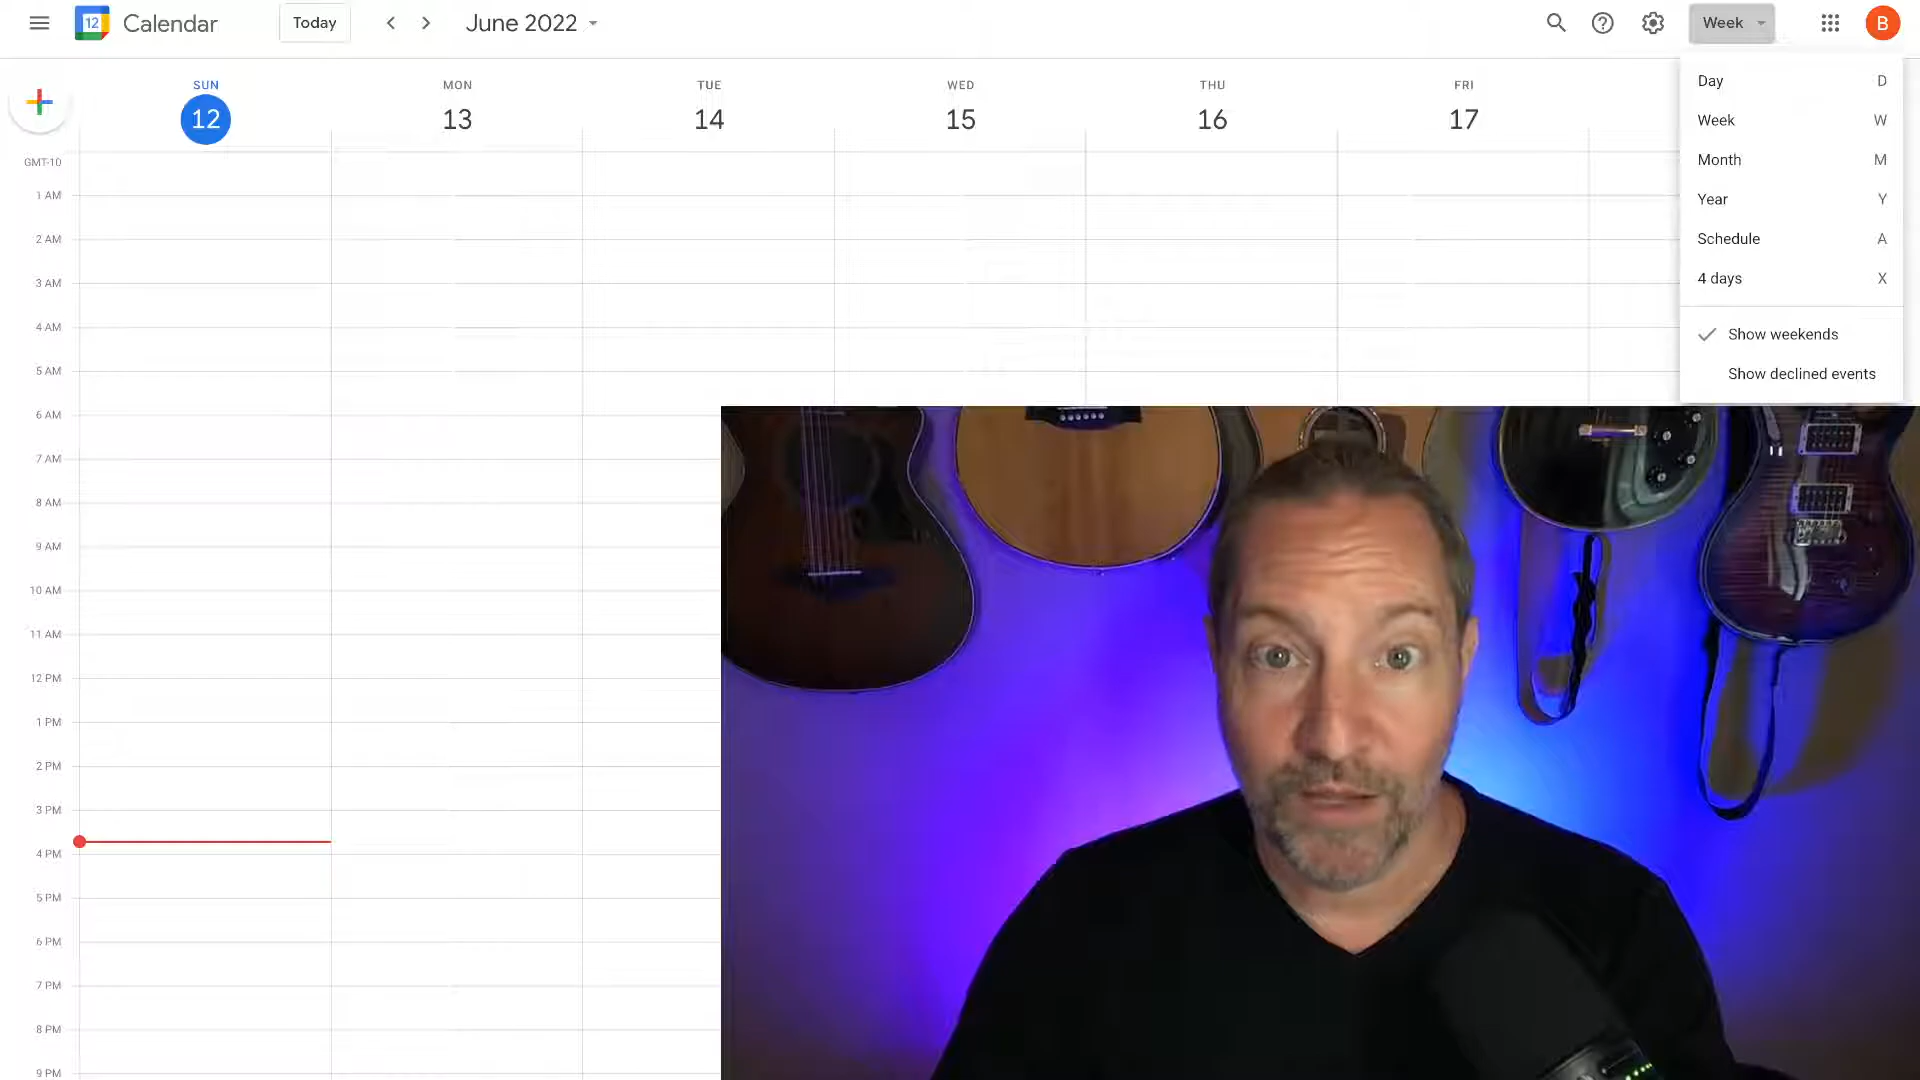 12
Calendar
Today
June 2022
Week
B
SUN
12
MON
13
TUE
14
WED
15
THU
16
FRI
17
Day D
Week W
Month M
Year Y
Schedule A
4 days X
Show weekends
Show declined events
GMT-10
1 AM
2 AM
3 AM
4 AM
5 AM
6 AM
7 AM
8 AM
9 AM
10 AM
11 AM
12 PM
1 PM
2 PM
3 PM
4 PM
5 PM
6 PM
7 PM
8 PM
9 PM